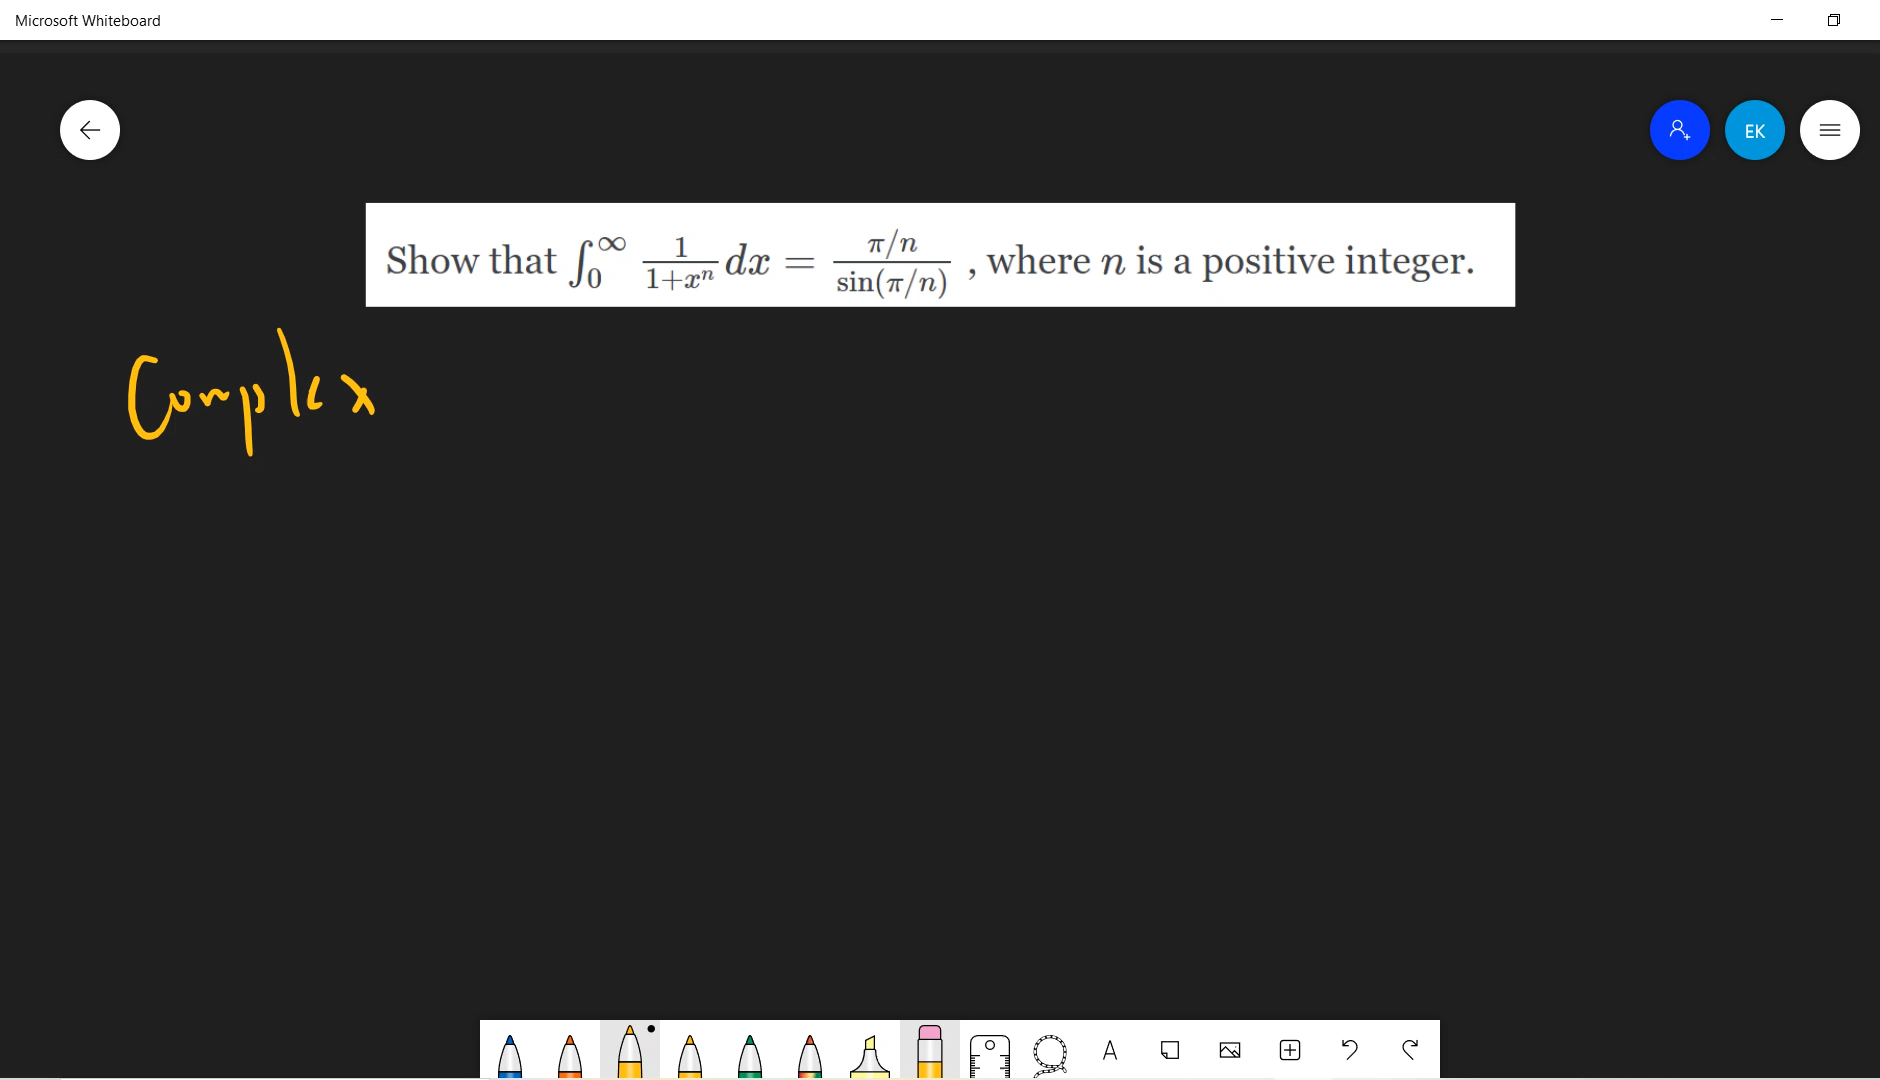 Microsoft Whiteboard
EK
Show that ∫₀^∞ 1/(1+xⁿ) dx = (π/n)/(sin(π/n)) , where n is a positive integer.
Complex
A